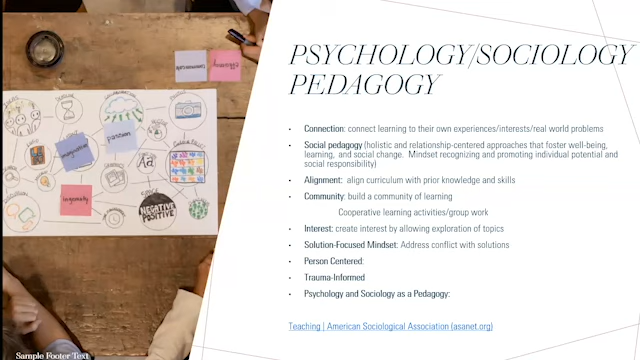 PSYCHOLOGY/SOCIOLOGY
PEDAGOGY
• Connection: connect learning to their own experiences/interests/real world problems
• Social pedagogy (holistic and relationship-centered approaches that foster well-being,
learning, and social change. Mindset recognizing and promoting individual potential and
social responsibility)
• Alignment: align curriculum with prior knowledge and skills
• Community: build a community of learning
Cooperative learning activities/group work
• Interest: create interest by allowing exploration of topics
• Solution-Focused Mindset: Address conflict with solutions
• Person Centered:
• Trauma-Informed
• Psychology and Sociology as a Pedagogy:
Teaching | American Sociological Association (asanet.org)
imagination
passion
Aa
ingenuity
NEGATIVE
POSITIVE
Sample Footer Text